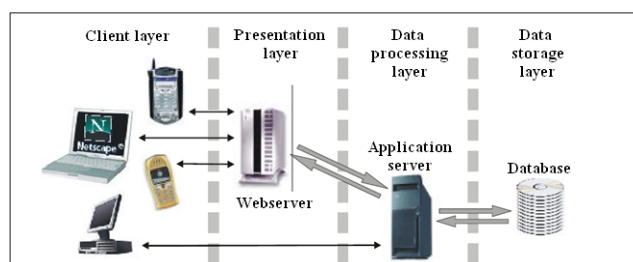 Client layer
Presentation
layer
Data
processing
layer
Data
storage
layer
N
Netscape
Webserver
Application
server
Database